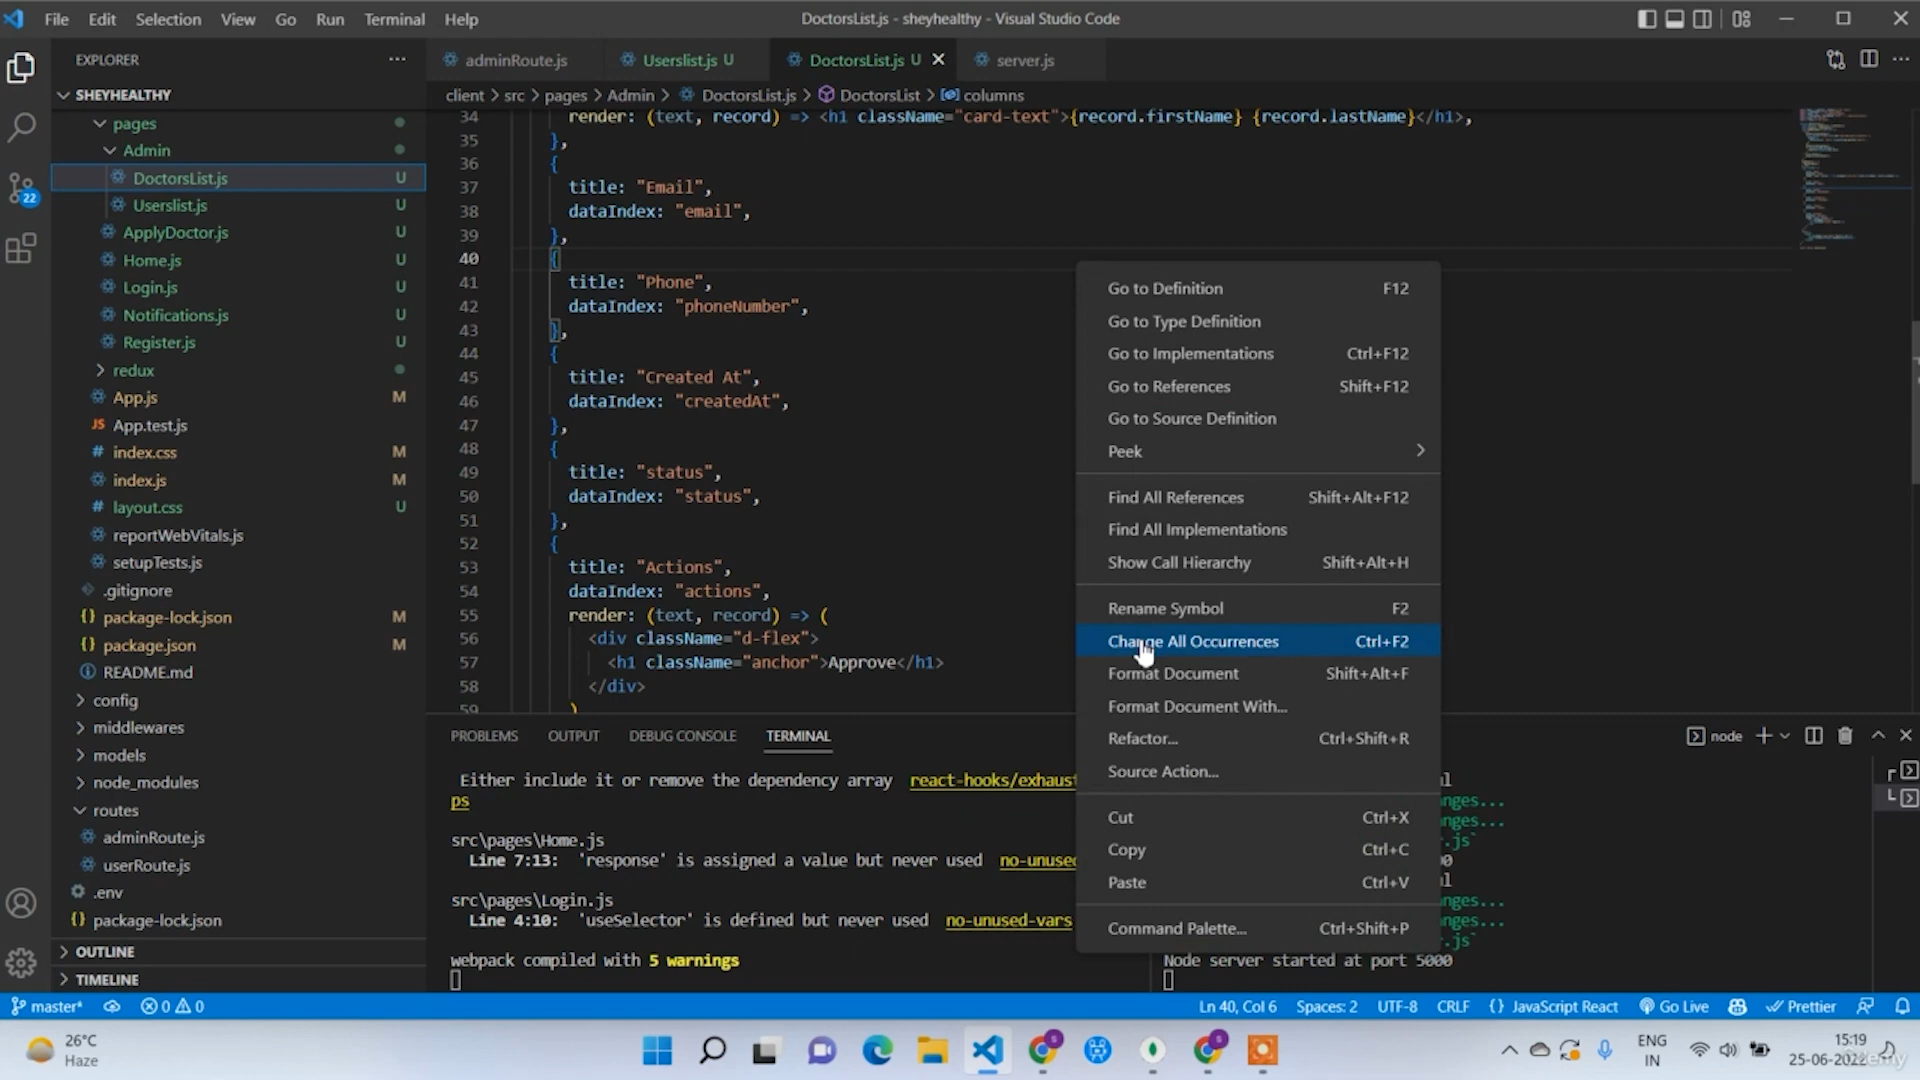 File Edit Selection View Go Run Terminal Help
DoctorsList.js - sheyhealthy - Visual Studio Code
EXPLORER
adminRoute.js
Userslist.js U
DoctorsList.js U
server.js
SHEYHEALTHY
client > src > pages > Admin > DoctorsList.js > DoctorsList > columns
pages
Admin
DoctorsList.js U
Userslist.js U
ApplyDoctor.js U
Home.js U
Login.js U
Notifications.js U
Register.js U
redux
App.js M
JS App.test.js
# index.css M
index.js M
# layout.css U
reportWebVitals.js
setupTests.js
.gitignore
{} package-lock.json M
{} package.json M
README.md
config
middlewares
models
node_modules
routes
adminRoute.js
userRoute.js
.env
{} package-lock.json
OUTLINE
TIMELINE
22
34 render: (text, record) => <h1 className="card-text">{record.firstName} {record.lastName}</h1>,
35 },
36 {
37 title: "Email",
38 dataIndex: "email",
39 },
40 {
41 title: "Phone",
42 dataIndex: "phoneNumber",
43 },
44 {
45 title: "Created At",
46 dataIndex: "createdAt",
47 },
48 {
49 title: "status",
50 dataIndex: "status",
51 },
52 {
53 title: "Actions",
54 dataIndex: "actions",
55 render: (text, record) => (
56 <div className="d-flex">
57 <h1 className="anchor">Approve</h1>
58 </div>
59 )
Go to Definition F12
Go to Type Definition
Go to Implementations Ctrl+F12
Go to References Shift+F12
Go to Source Definition
Peek
Find All References Shift+Alt+F12
Find All Implementations
Show Call Hierarchy Shift+Alt+H
Rename Symbol F2
Change All Occurrences Ctrl+F2
Format Document Shift+Alt+F
Format Document With...
Refactor... Ctrl+Shift+R
Source Action...
Cut Ctrl+X
Copy Ctrl+C
Paste Ctrl+V
Command Palette... Ctrl+Shift+P
PROBLEMS OUTPUT DEBUG CONSOLE TERMINAL
node
Either include it or remove the dependency array react-hooks/exhaust
ps
src\pages\Home.js
Line 7:13: 'response' is assigned a value but never used no-unused
src\pages\Login.js
Line 4:10: 'useSelector' is defined but never used no-unused-vars
webpack compiled with 5 warnings
anges...
anges...
.js`
anges...
anges...
.js`
Node server started at port 5000
master* 0 0
Ln 40, Col 6 Spaces: 2 UTF-8 CRLF {} JavaScript React Go Live Prettier
26°C
Haze
ENG
IN
15:19